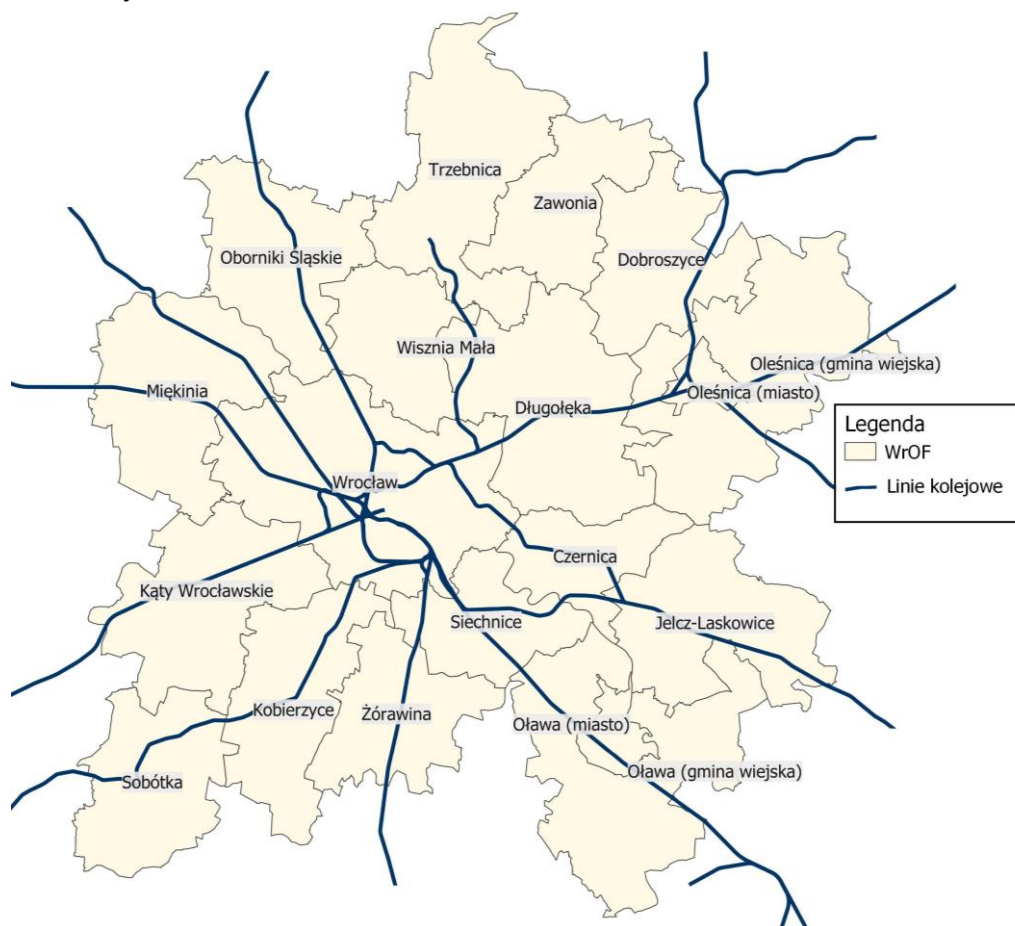 Trzebnica
Zawonia
Oborniki Śląskie
Dobroszyce
Wisznia Mała
Oleśnica (gmina wiejska)
Miękinia
Oleśnica (miasto)
Długołęka
Legenda
WrOF
Linie kolejowe
Wrocław
Czernica
Kąty Wrocławskie
Siechnice
Jelcz-Laskowice
Kobierzyce
Żórawina
Oława (miasto)
Oława (gmina wiejska)
Sobótka